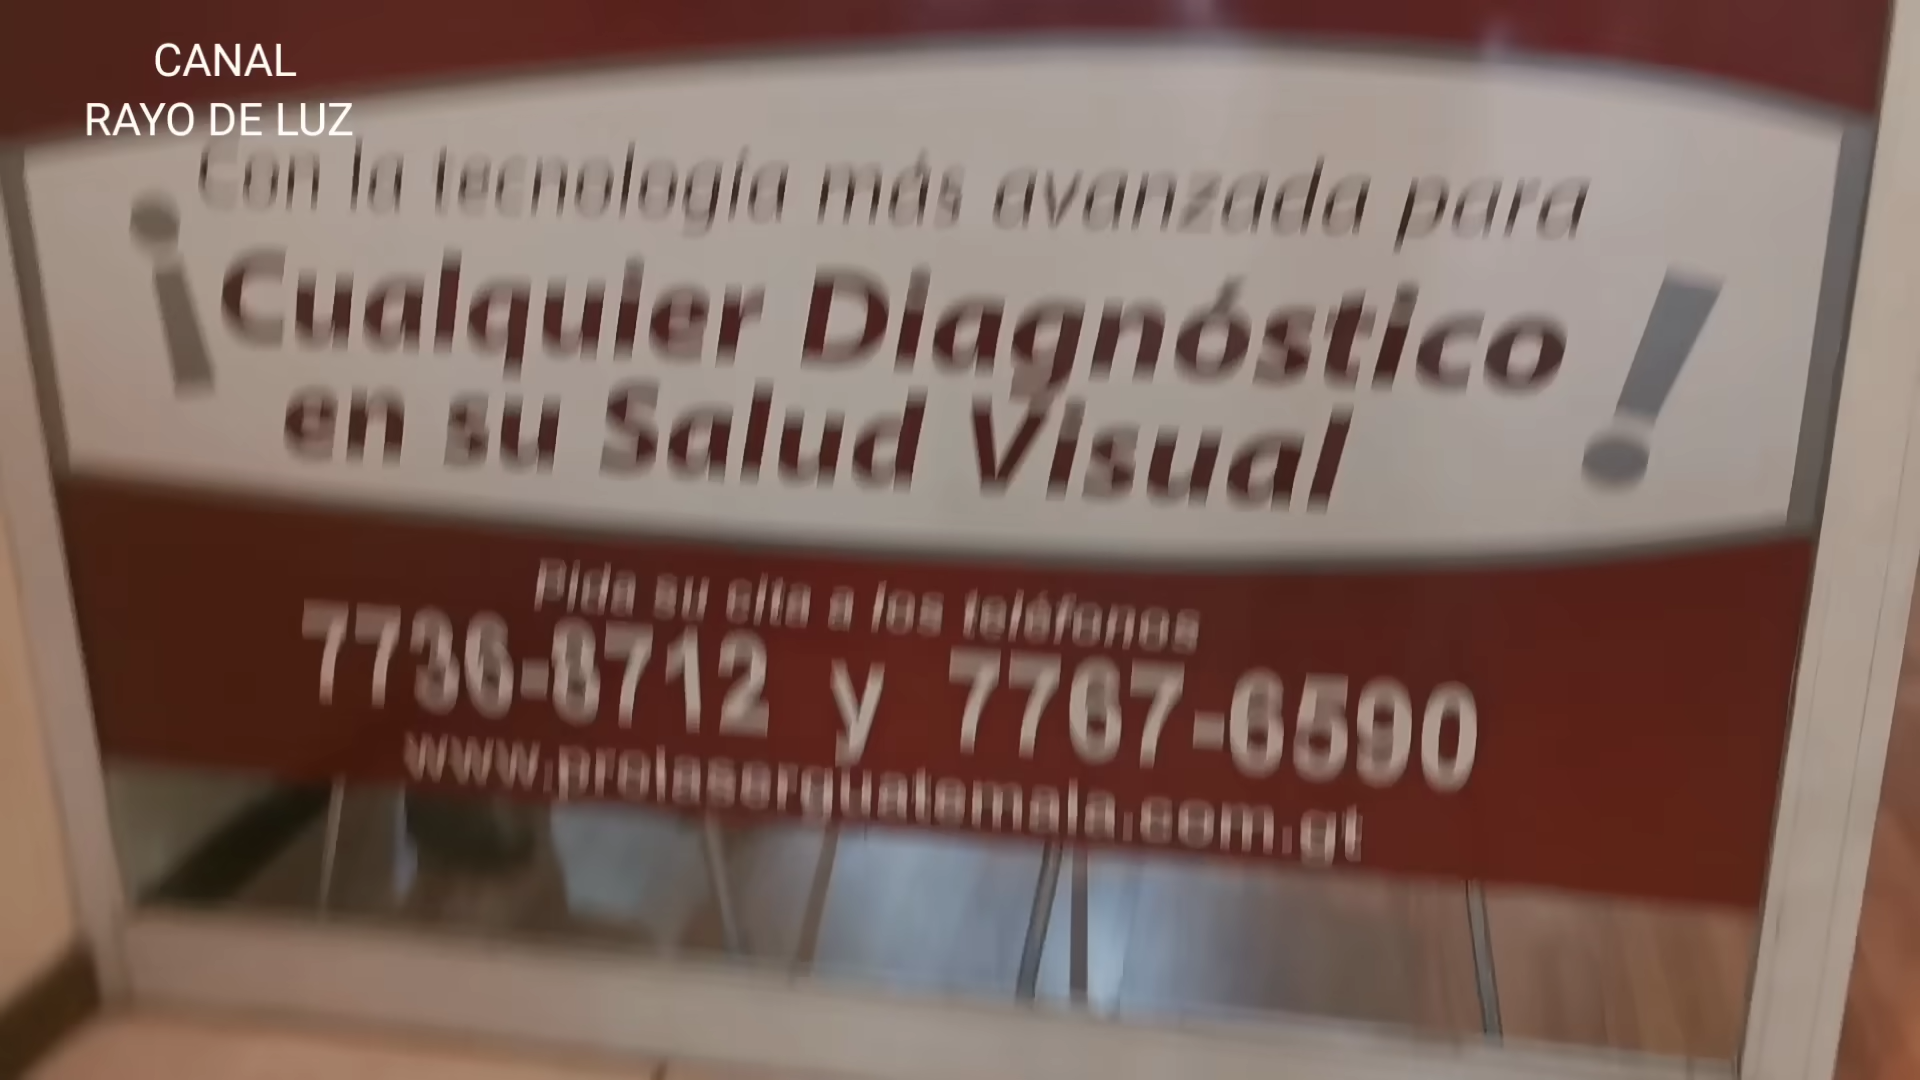 CANAL
RAYO DE LUZ
Con la tecnología más avanzada para
¡Cualquier Diagnóstico
en su Salud Visual!
Pida su cita a los teléfonos
7736-8712 y 7767-6590
www.prolaserguatemala.com.gt